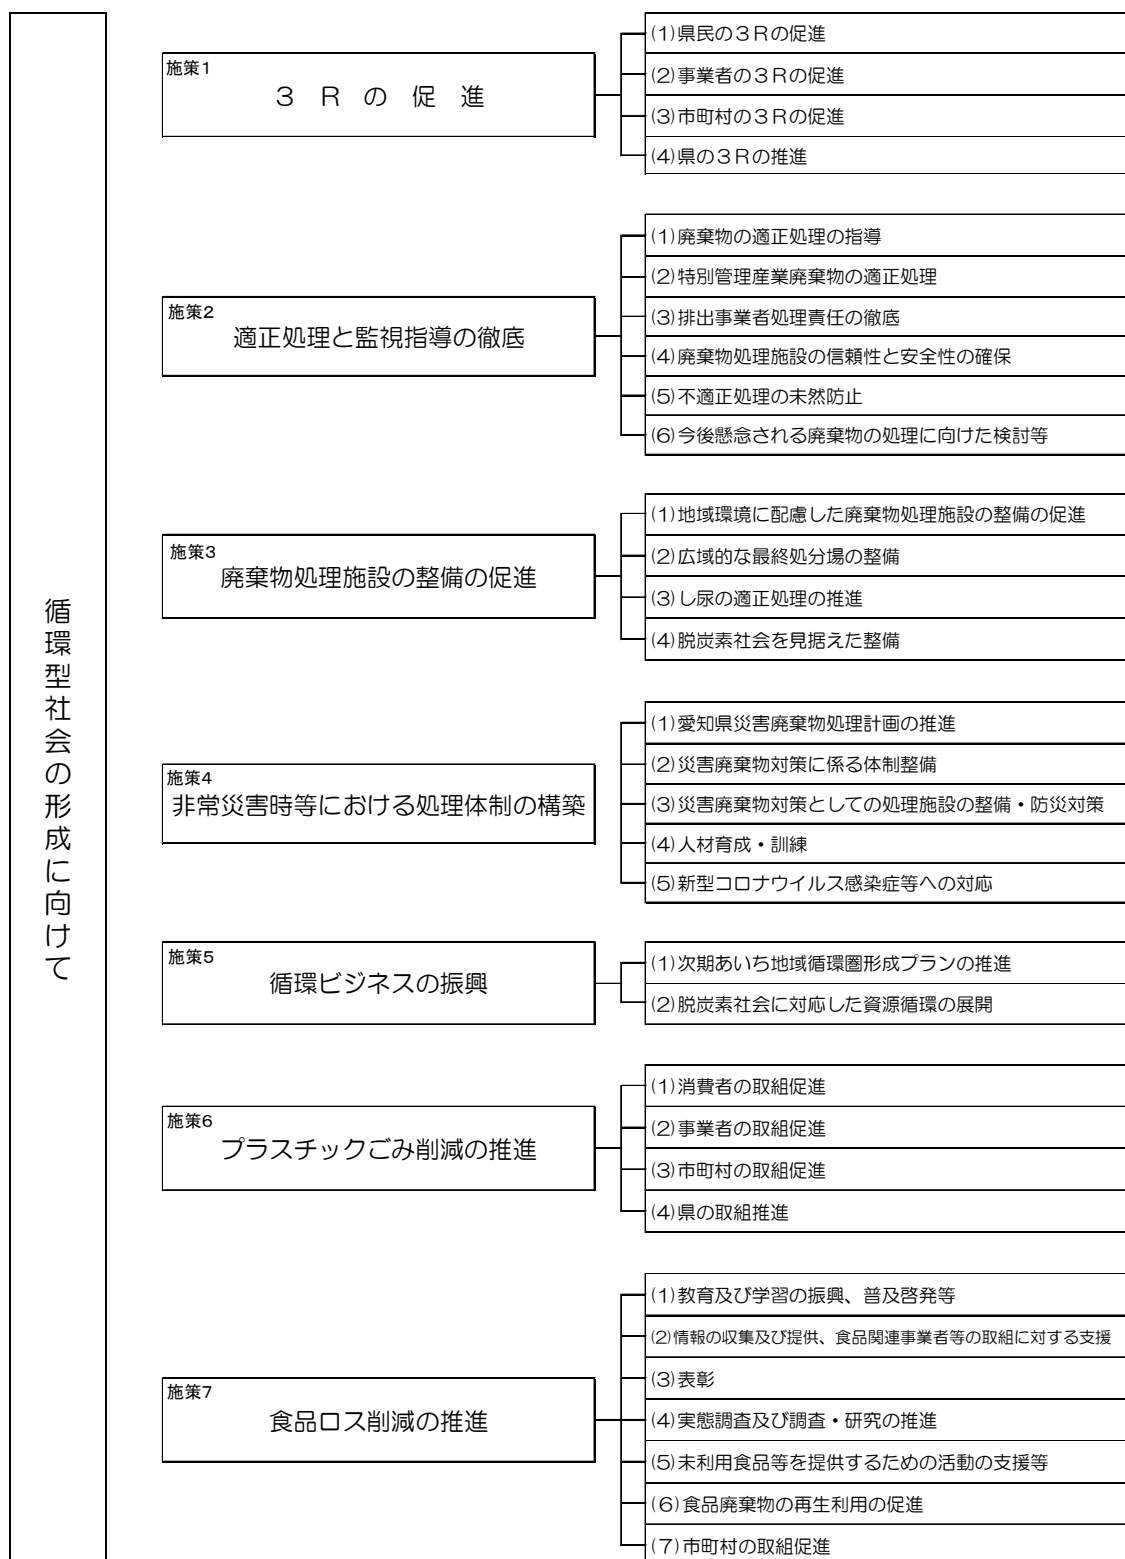 循環型社会の形成に向けて
施策1
３Ｒの促進
(1)県民の３Ｒの促進
(2)事業者の３Ｒの促進
(3)市町村の３Ｒの促進
(4)県の３Ｒの推進
施策2
適正処理と監視指導の徹底
(1)廃棄物の適正処理の指導
(2)特別管理産業廃棄物の適正処理
(3)排出事業者処理責任の徹底
(4)廃棄物処理施設の信頼性と安全性の確保
(5)不適正処理の未然防止
(6)今後懸念される廃棄物の処理に向けた検討等
施策3
廃棄物処理施設の整備の促進
(1)地域環境に配慮した廃棄物処理施設の整備の促進
(2)広域的な最終処分場の整備
(3)し尿の適正処理の推進
(4)脱炭素社会を見据えた整備
施策4
非常災害時等における処理体制の構築
(1)愛知県災害廃棄物処理計画の推進
(2)災害廃棄物対策に係る体制整備
(3)災害廃棄物対策としての処理施設の整備・防災対策
(4)人材育成・訓練
(5)新型コロナウイルス感染症等への対応
施策5
循環ビジネスの振興
(1)次期あいち地域循環圏形成プランの推進
(2)脱炭素社会に対応した資源循環の展開
施策6
プラスチックごみ削減の推進
(1)消費者の取組促進
(2)事業者の取組促進
(3)市町村の取組促進
(4)県の取組推進
施策7
食品ロス削減の推進
(1)教育及び学習の振興、普及啓発等
(2)情報の収集及び提供、食品関連事業者等の取組に対する支援
(3)表彰
(4)実態調査及び調査・研究の推進
(5)未利用食品等を提供するための活動の支援等
(6)食品廃棄物の再生利用の促進
(7)市町村の取組促進